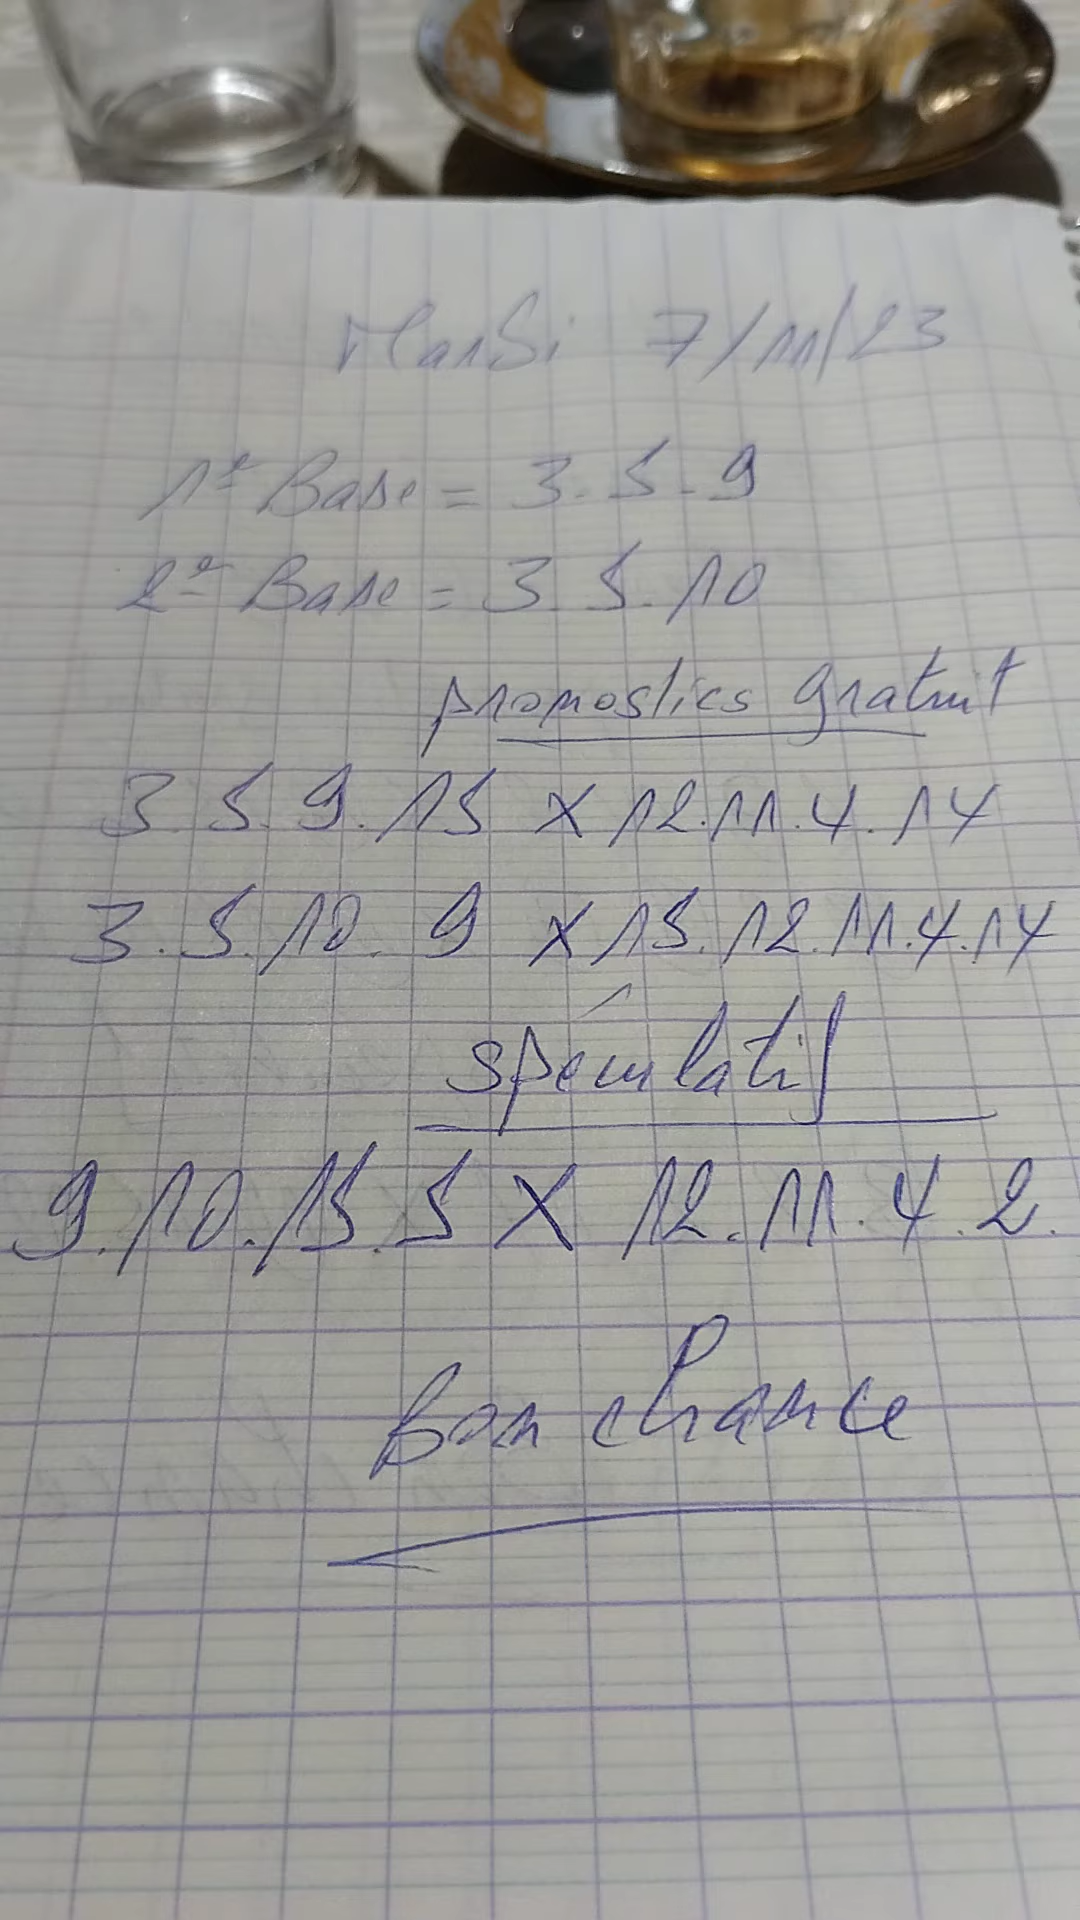 Mardi 7/11/23
1e Base = 3.5.9
2e Base = 3.5.10
pronostics gratuit
3.5.9.15 x 12.11.4.14
3.5.10.9 x 15.12.11.4.14
spéculatif
9.10.15.5 x 12.11.4.2.
Bon chance